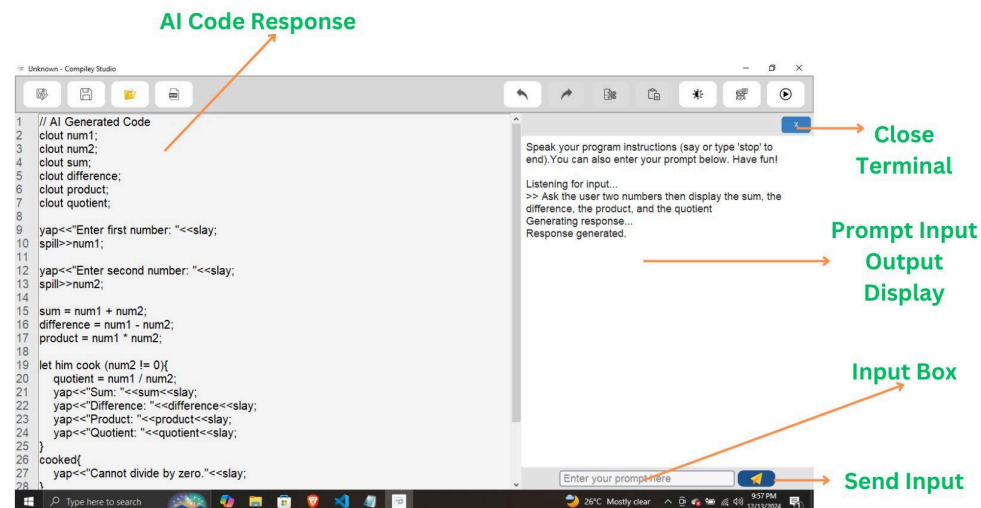 AI Code Response
Unknown - Compiley Studio
1 // AI Generated Code
2 clout num1;
3 clout num2;
4 clout sum;
5 clout difference;
6 clout product;
7 clout quotient;
8
9 yap<<"Enter first number: "<<slay;
10 spill>>num1;
11
12 yap<<"Enter second number: "<<slay;
13 spill>>num2;
14
15 sum = num1 + num2;
16 difference = num1 - num2;
17 product = num1 * num2;
18
19 let him cook (num2 != 0){
20 quotient = num1 / num2;
21 yap<<"Sum: "<<sum<<slay;
22 yap<<"Difference: "<<difference<<slay;
23 yap<<"Product: "<<product<<slay;
24 yap<<"Quotient: "<<quotient<<slay;
25 }
26 cooked{
27 yap<<"Cannot divide by zero."<<slay;
28 }
x
Speak your program instructions (say or type 'stop' to
end).You can also enter your prompt below. Have fun!
Listening for input...
>> Ask the user two numbers then display the sum, the
difference, the product, and the quotient
Generating response...
Response generated.
Enter your prompt here
Close
Terminal
Prompt Input
Output
Display
Input Box
Send Input
Type here to search
26°C Mostly clear
9:57 PM
12/13/2024